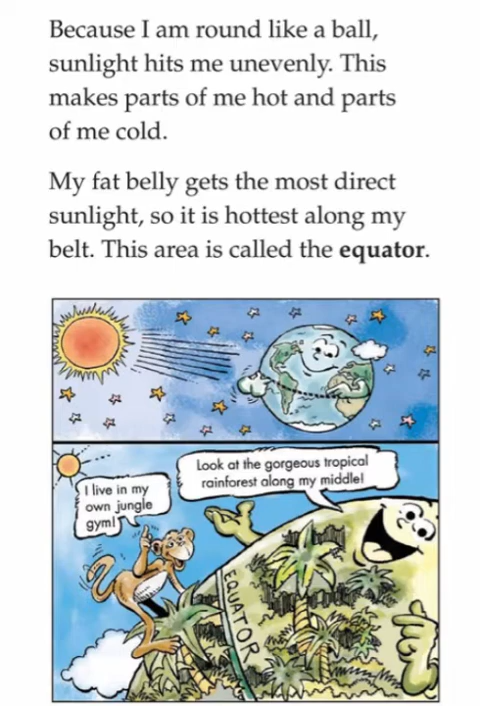 Because I am round like a ball,
sunlight hits me unevenly. This
makes parts of me hot and parts
of me cold.
My fat belly gets the most direct
sunlight, so it is hottest along my
belt. This area is called the equator.
Look at the gorgeous tropical
rainforest along my middle!
I live in my
own jungle
gym!
EQUATOR